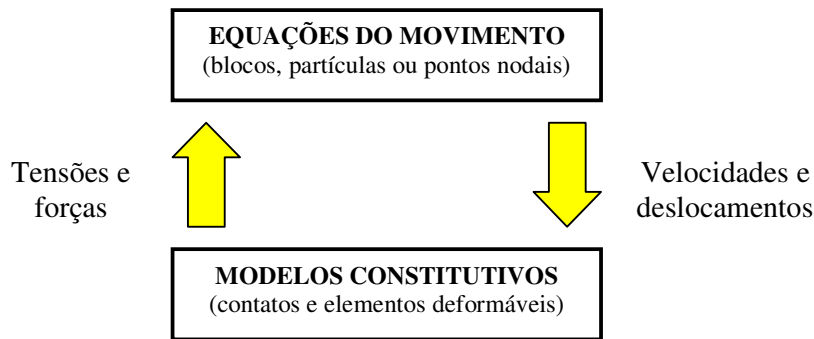 EQUAÇÕES DO MOVIMENTO
(blocos, partículas ou pontos nodais)
Tensões e
forças
Velocidades e
deslocamentos
MODELOS CONSTITUTIVOS
(contatos e elementos deformáveis)